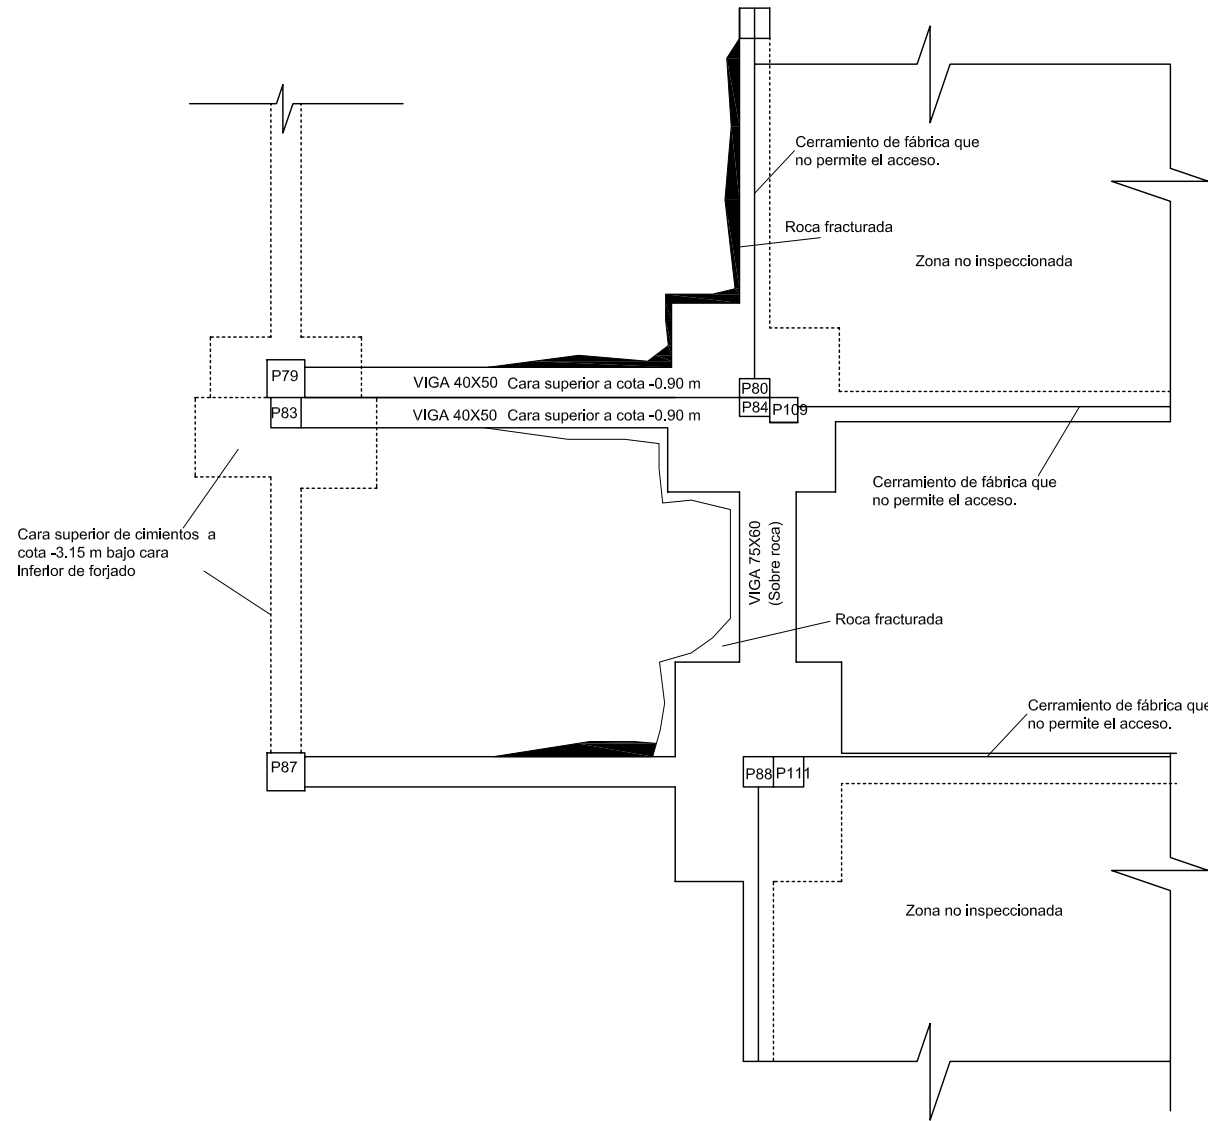 Cerramiento de fábrica que
no permite el acceso.
Roca fracturada
Zona no inspeccionada
P79
VIGA 40X50 Cara superior a cota -0.90 m
P80
P83
VIGA 40X50 Cara superior a cota -0.90 m
P84
P109
Cerramiento de fábrica que
no permite el acceso.
Cara superior de cimientos a
cota -3.15 m bajo cara
Inferior de forjado
VIGA 75X60
(Sobre roca)
Roca fracturada
Cerramiento de fábrica que
no permite el acceso.
P87
P88
P111
Zona no inspeccionada